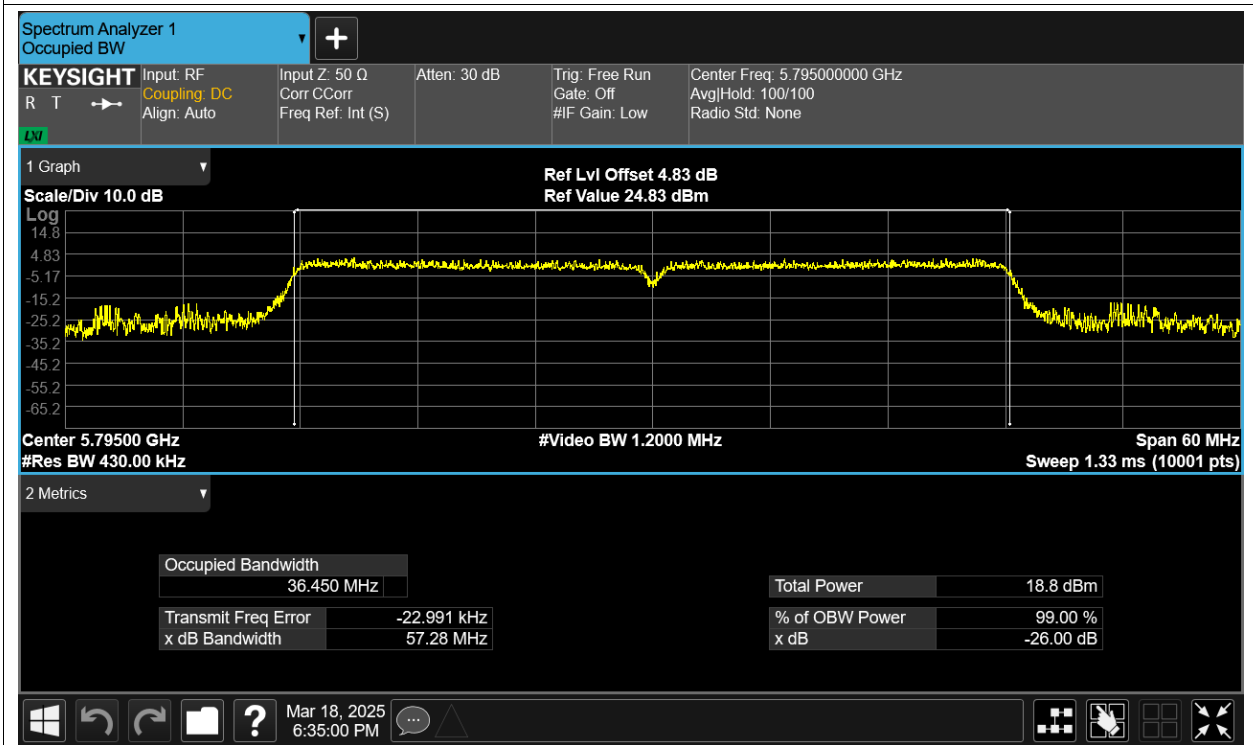 Spectrum Analyzer 1
Occupied BW
KEYSIGHT
R T
LXI
Input: RF
Coupling: DC
Align: Auto
Input Z: 50 Ω
Corr CCorr
Freq Ref: Int (S)
Atten: 30 dB
Trig: Free Run
Gate: Off
#IF Gain: Low
Center Freq: 5.795000000 GHz
Avg|Hold: 100/100
Radio Std: None
1 Graph
Scale/Div 10.0 dB
Ref Lvl Offset 4.83 dB
Ref Value 24.83 dBm
Log
14.8
4.83
-5.17
-15.2
-25.2
-35.2
-45.2
-55.2
-65.2
Center 5.79500 GHz
#Res BW 430.00 kHz
#Video BW 1.2000 MHz
Span 60 MHz
Sweep 1.33 ms (10001 pts)
2 Metrics
Occupied Bandwidth
36.450 MHz
Transmit Freq Error -22.991 kHz
x dB Bandwidth 57.28 MHz
Total Power 18.8 dBm
% of OBW Power 99.00 %
x dB -26.00 dB
Mar 18, 2025
6:35:00 PM